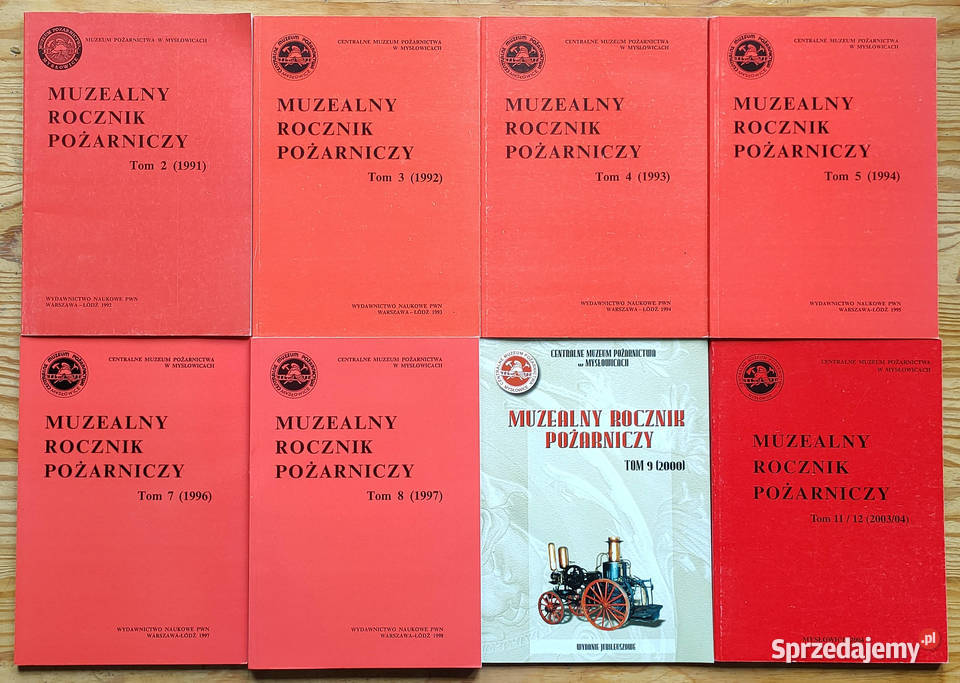 MUZEUM POŻARNICTWA W MYSŁOWICACH
MUZEALNY
ROCZNIK
POŻARNICZY
Tom 2 (1991)
WYDAWNICTWO NAUKOWE PWN
WARSZAWA–ŁÓDŹ 1992
CENTRALNE MUZEUM POŻARNICTWA
W MYSŁOWICACH
MUZEALNY
ROCZNIK
POŻARNICZY
Tom 3 (1992)
WYDAWNICTWO NAUKOWE PWN
WARSZAWA–ŁÓDŹ 1993
CENTRALNE MUZEUM POŻARNICTWA
W MYSŁOWICACH
MUZEALNY
ROCZNIK
POŻARNICZY
Tom 4 (1993)
WYDAWNICTWO NAUKOWE PWN
WARSZAWA–ŁÓDŹ 1994
CENTRALNE MUZEUM POŻARNICTWA
W MYSŁOWICACH
MUZEALNY
ROCZNIK
POŻARNICZY
Tom 5 (1994)
WYDAWNICTWO NAUKOWE PWN
WARSZAWA–ŁÓDŹ 1995
CENTRALNE MUZEUM POŻARNICTWA
W MYSŁOWICACH
MUZEALNY
ROCZNIK
POŻARNICZY
Tom 7 (1996)
WYDAWNICTWO NAUKOWE PWN
WARSZAWA–ŁÓDŹ 1997
CENTRALNE MUZEUM POŻARNICTWA
W MYSŁOWICACH
MUZEALNY
ROCZNIK
POŻARNICZY
Tom 8 (1997)
WYDAWNICTWO NAUKOWE PWN
WARSZAWA–ŁÓDŹ 1998
CENTRALNE MUZEUM POŻARNICTWA
W MYSŁOWICACH
CENTRALNE MUZEUM POŻARNICTWA
MYSŁOWICE
MUZEALNY ROCZNIK
POŻARNICZY
TOM 9 (2000)
WYDANIE JUBILEUSZOWE
CENTRALNE MUZEUM POŻARNICTWA
W MYSŁOWICACH
MUZEALNY
ROCZNIK
POŻARNICZY
Tom 11 / 12 (2003/04)
MYSŁOWICE 2004
Sprzedajemy.pl